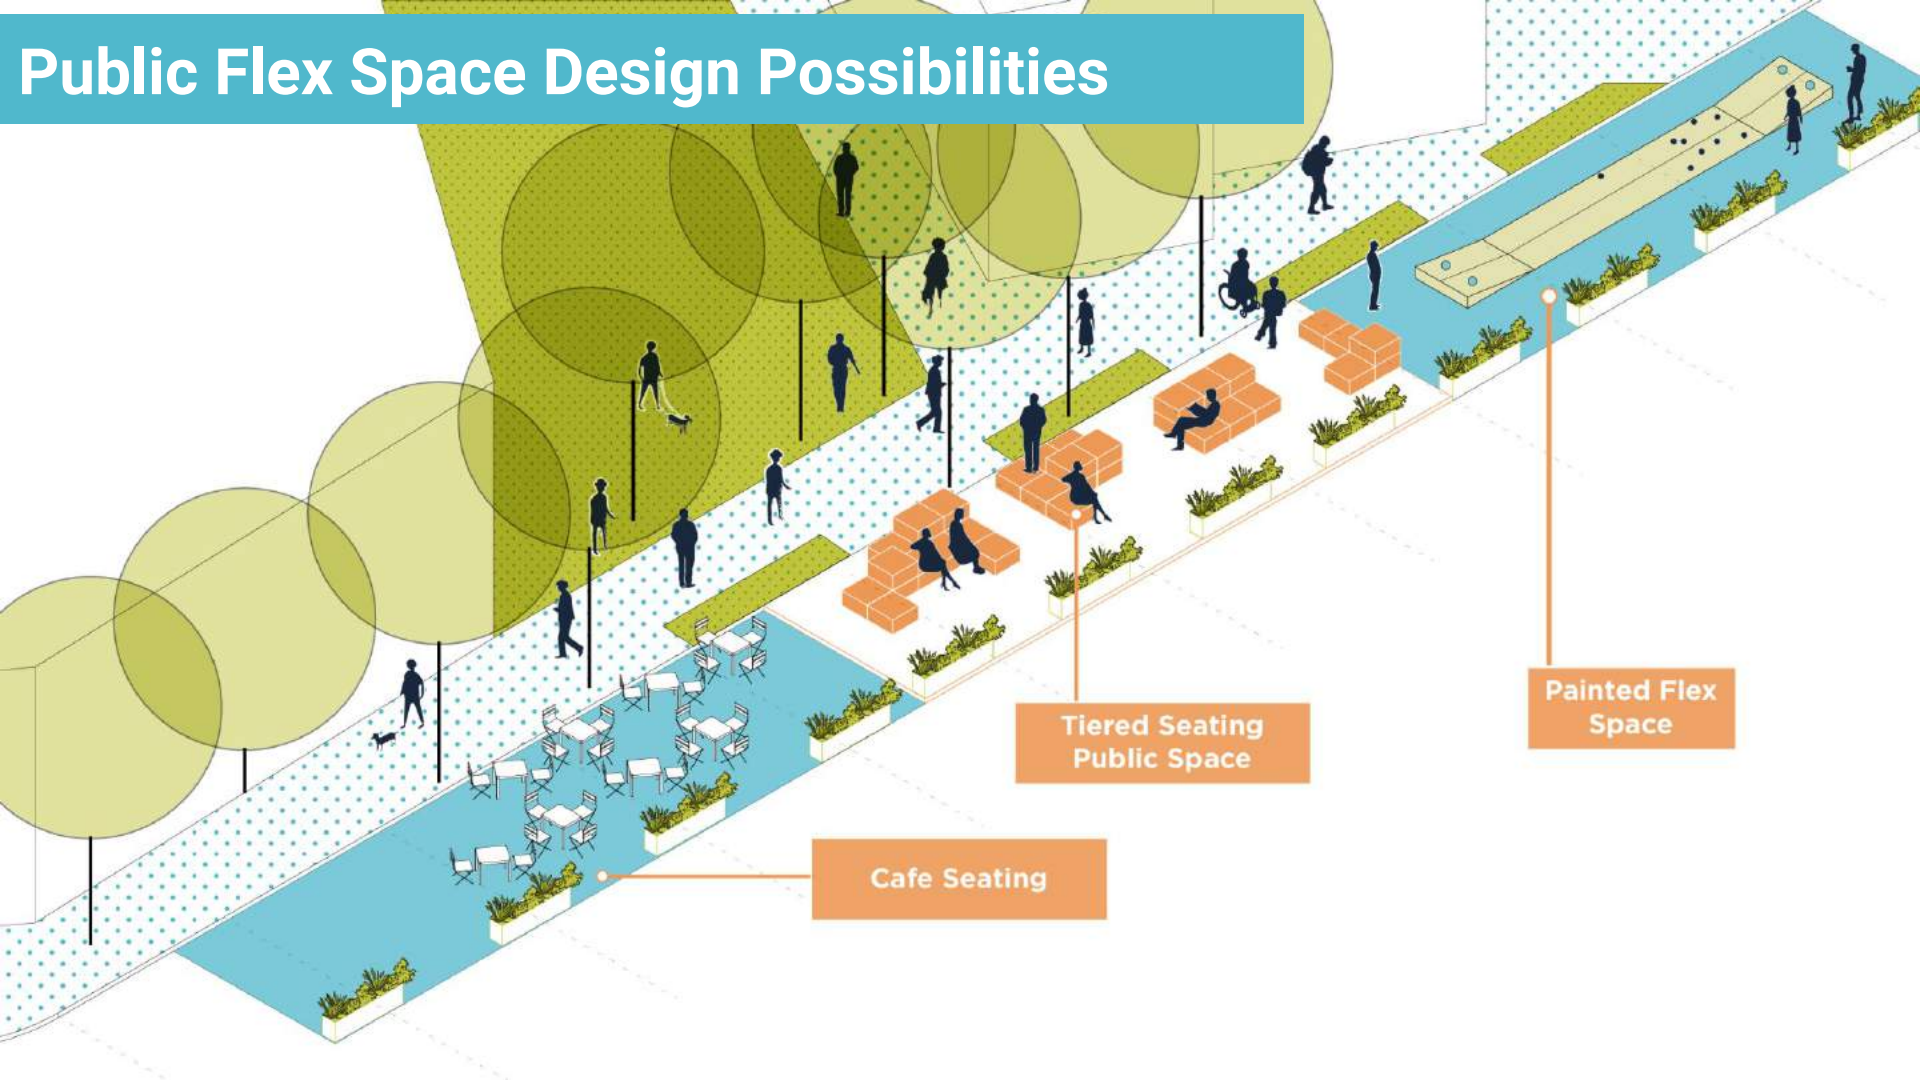 Public Flex Space Design Possibilities
Painted Flex
Space
Tiered Seating
Public Space
Cafe Seating